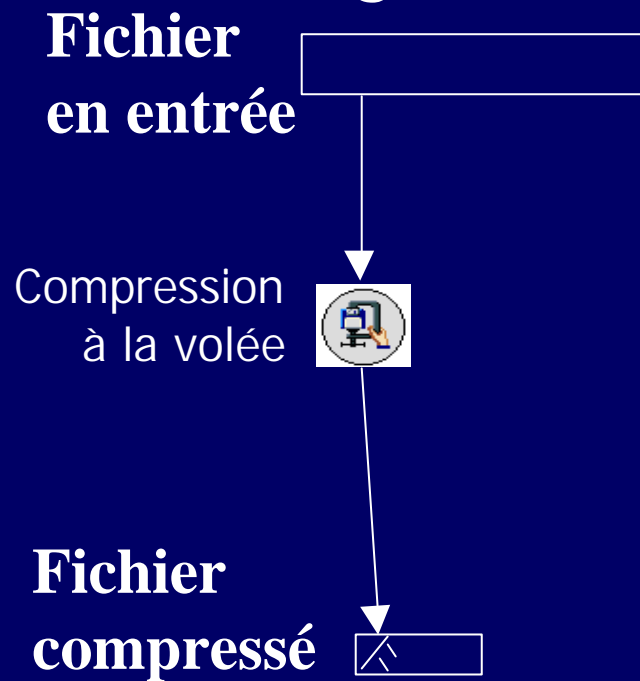 Fichier
en entrée
Compression
à la volée
Fichier
compressé